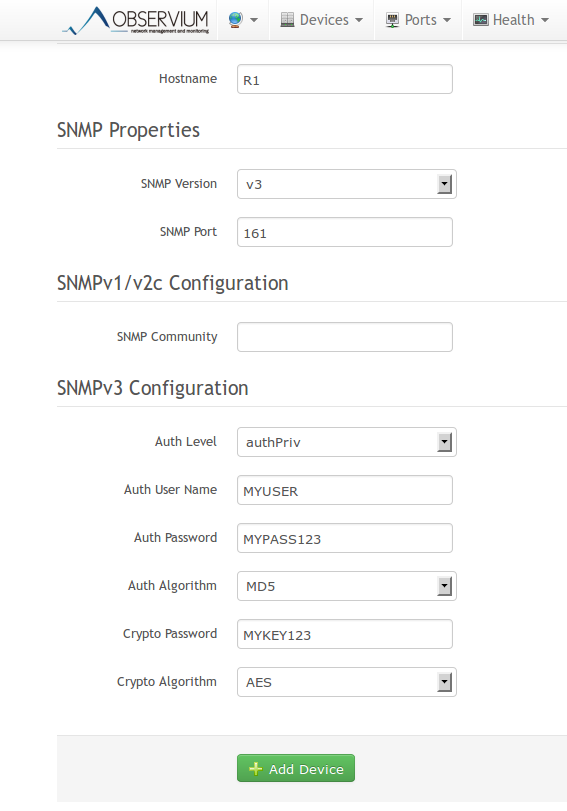 OBSERVIUM
network management and monitoring
Devices
Ports
Health
Hostname R1
SNMP Properties
SNMP Version v3
SNMP Port 161
SNMPv1/v2c Configuration
SNMP Community
SNMPv3 Configuration
Auth Level authPriv
Auth User Name MYUSER
Auth Password MYPASS123
Auth Algorithm MD5
Crypto Password MYKEY123
Crypto Algorithm AES
Add Device